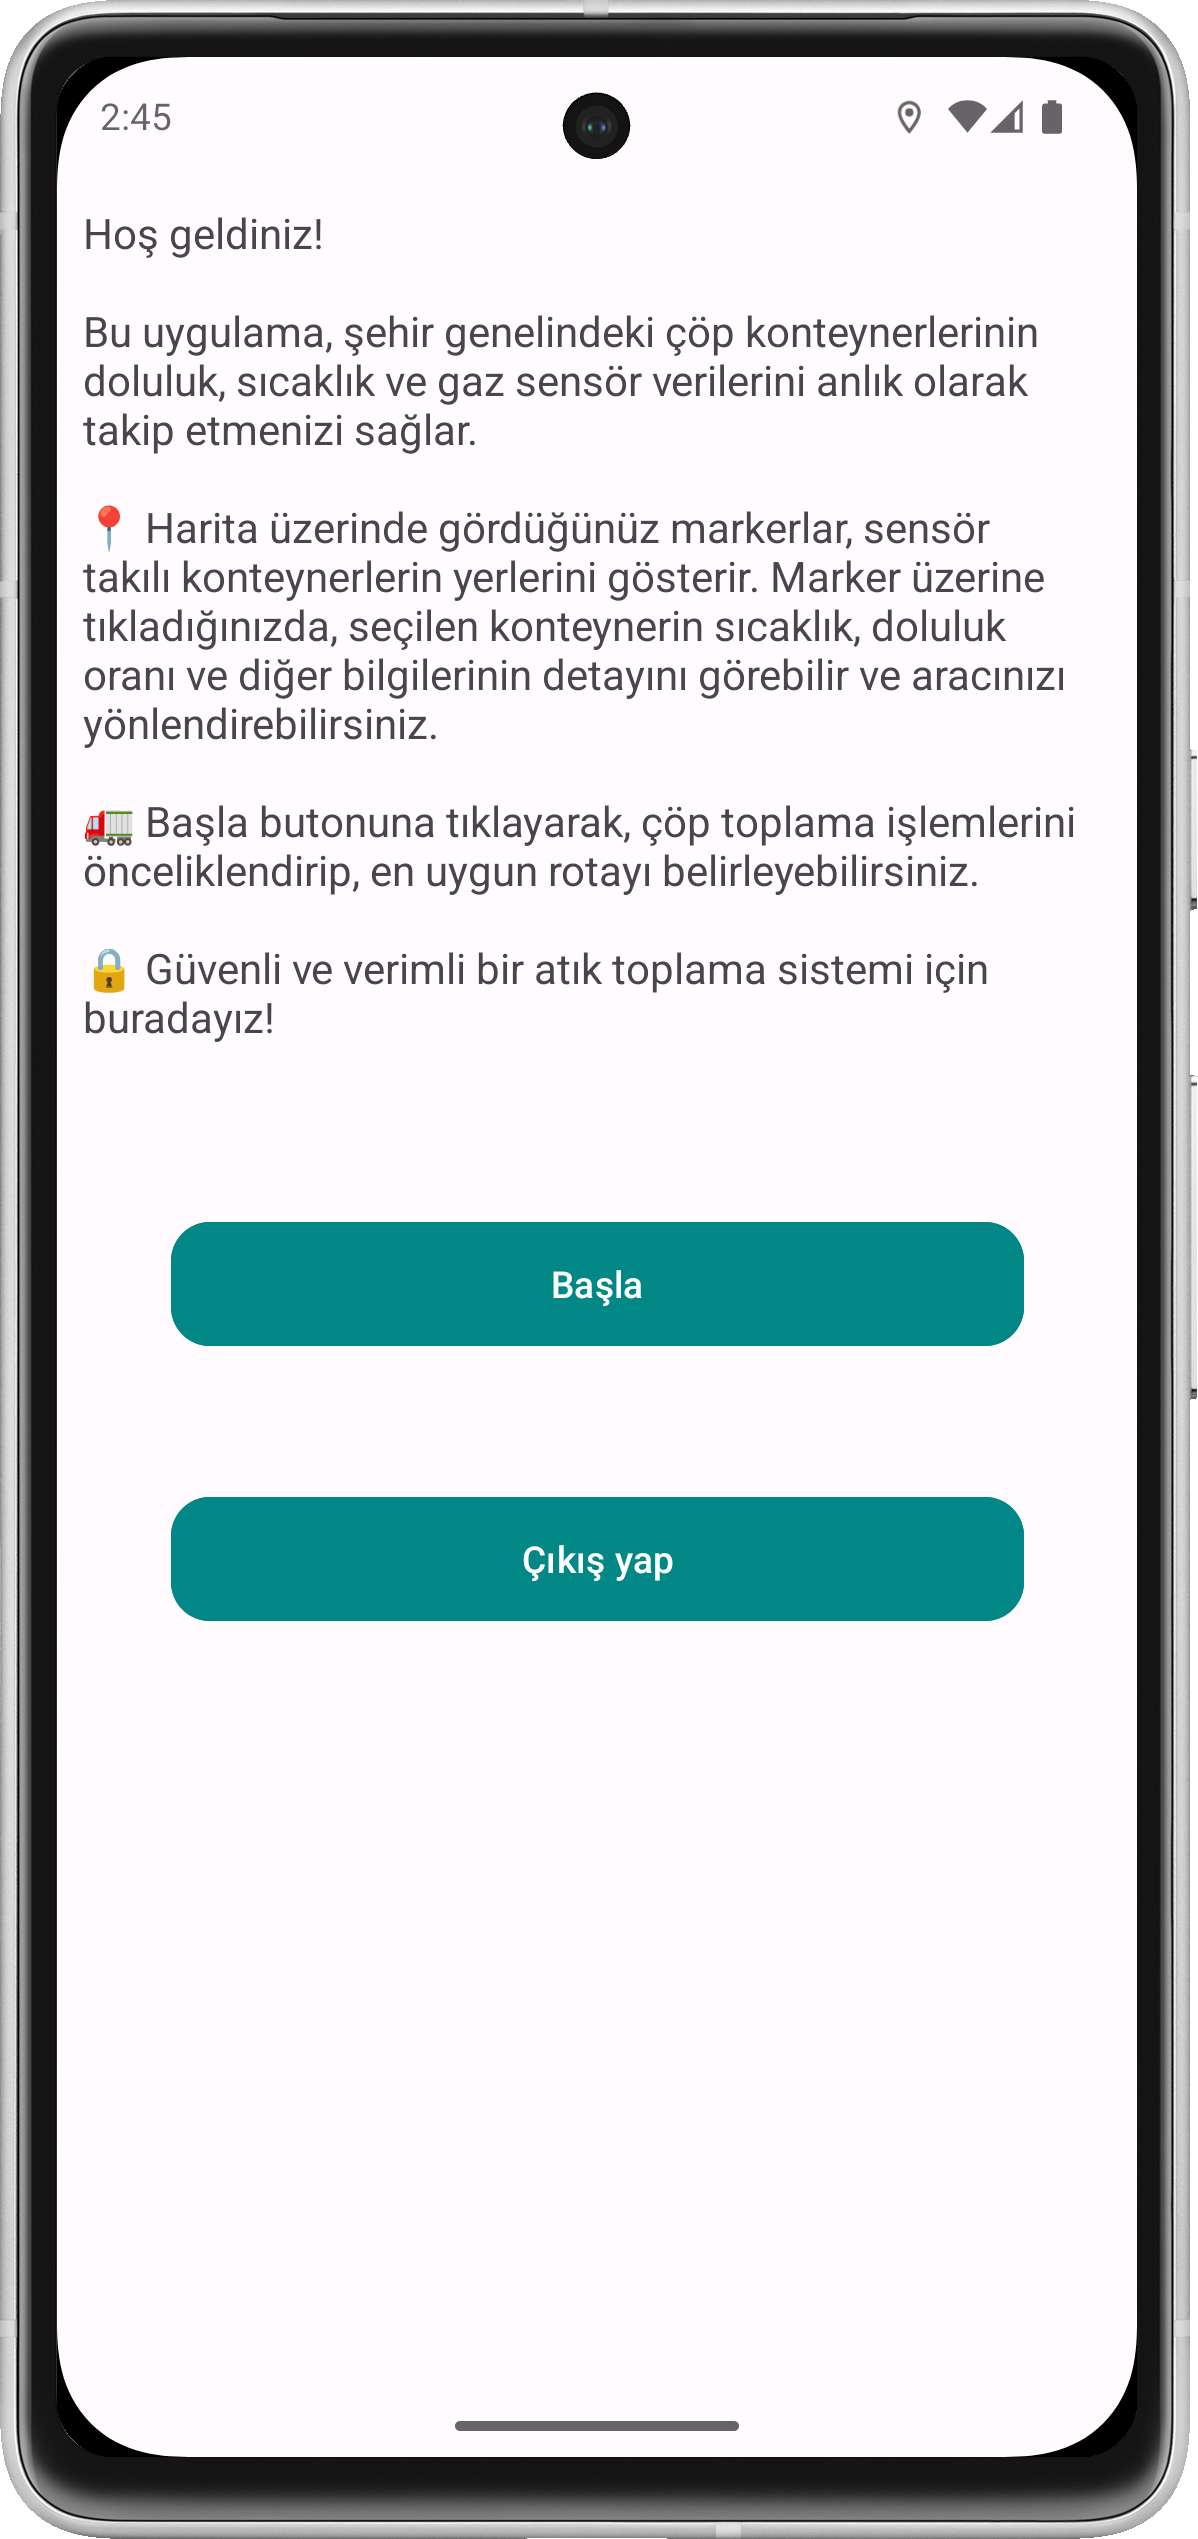 2:45
Hoş geldiniz!
Bu uygulama, şehir genelindeki çöp konteynerlerinin
doluluk, sıcaklık ve gaz sensör verilerini anlık olarak
takip etmenizi sağlar.
📍 Harita üzerinde gördüğünüz markerlar, sensör
takılı konteynerlerin yerlerini gösterir. Marker üzerine
tıkladığınızda, seçilen konteynerin sıcaklık, doluluk
oranı ve diğer bilgilerinin detayını görebilir ve aracınızı
yönlendirebilirsiniz.
🚛 Başla butonuna tıklayarak, çöp toplama işlemlerini
önceliklendirip, en uygun rotayı belirleyebilirsiniz.
🔒 Güvenli ve verimli bir atık toplama sistemi için
buradayız!
Başla
Çıkış yap